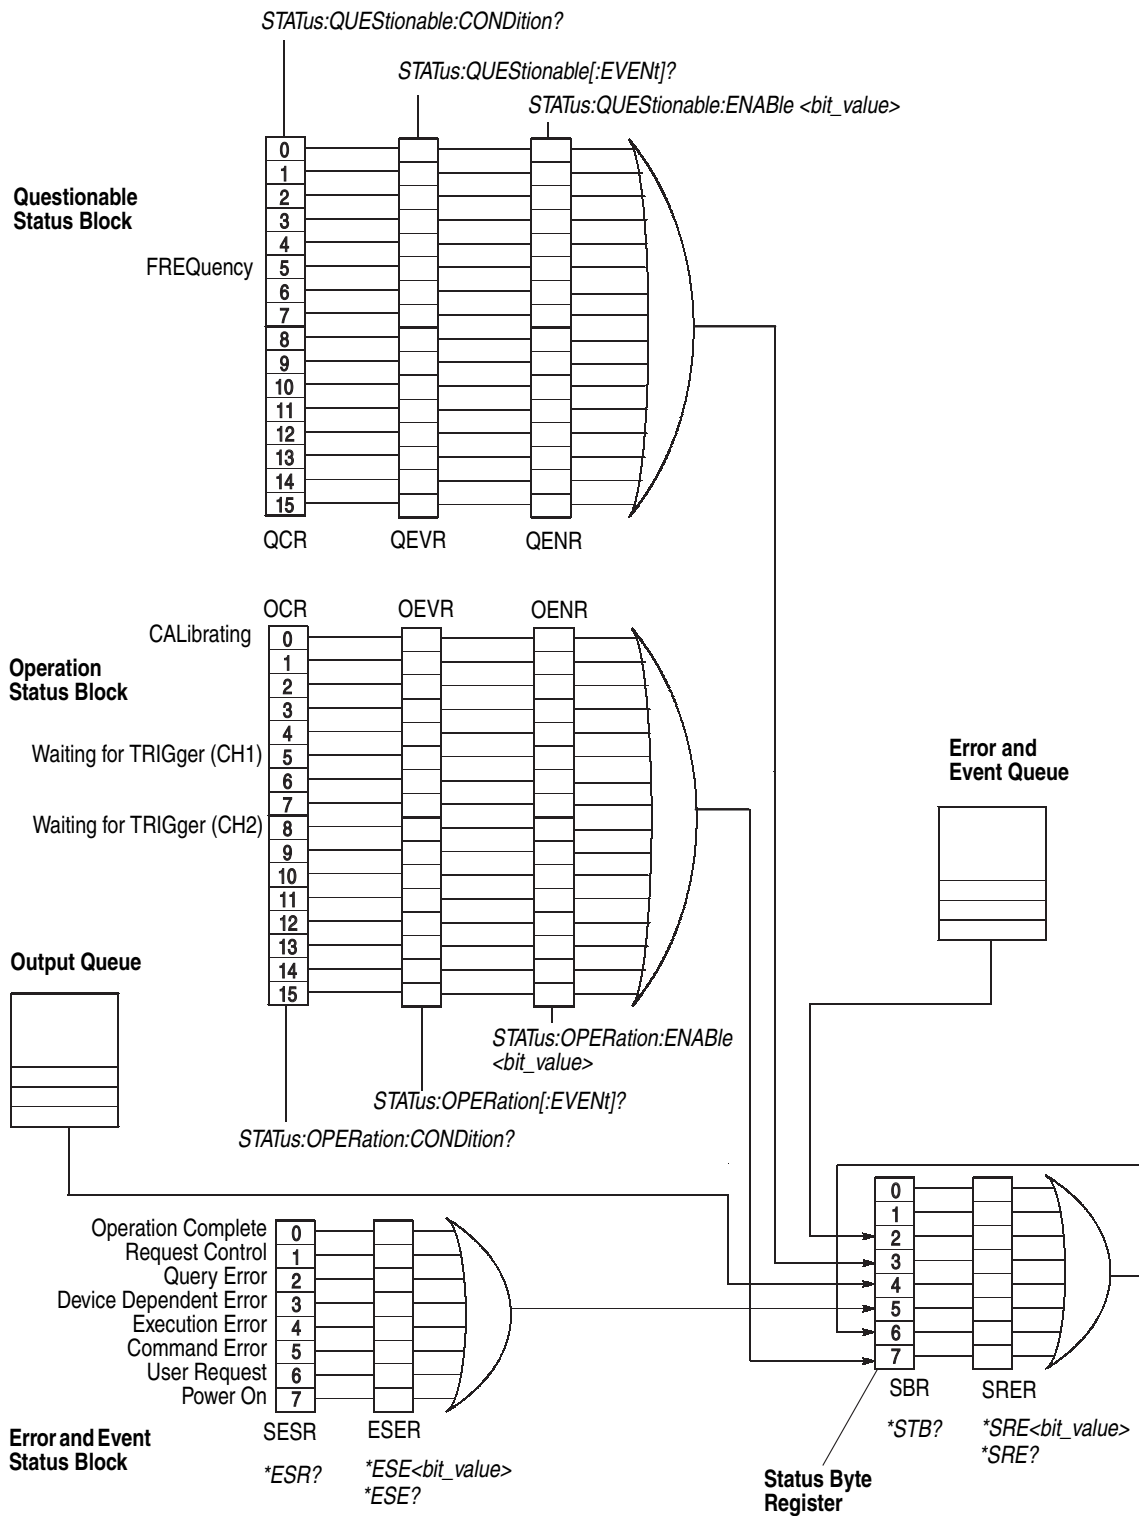 STATus:QUEStionable:CONDition?
STATus:QUEStionable[:EVENt]?
STATus:QUEStionable:ENABle <bit_value>
Questionable
Status Block
FREQuency
0
1
2
3
4
5
6
7
8
9
10
11
12
13
14
15
QCR
QEVR
QENR
OCR
OEVR
OENR
CALibrating
Operation
Status Block
Waiting for TRIGger (CH1)
Waiting for TRIGger (CH2)
0
1
2
3
4
5
6
7
8
9
10
11
12
13
14
15
Error and
Event Queue
Output Queue
STATus:OPERation:ENABle
<bit_value>
STATus:OPERation[:EVENt]?
STATus:OPERation:CONDition?
Operation Complete 0
Request Control 1
Query Error 2
Device Dependent Error 3
Execution Error 4
Command Error 5
User Request 6
Power On 7
SESR
ESER
Error and Event
Status Block
*ESR?
*ESE<bit_value>
*ESE?
0
1
2
3
4
5
6
7
SBR
SRER
*STB?
*SRE<bit_value>
*SRE?
Status Byte
Register